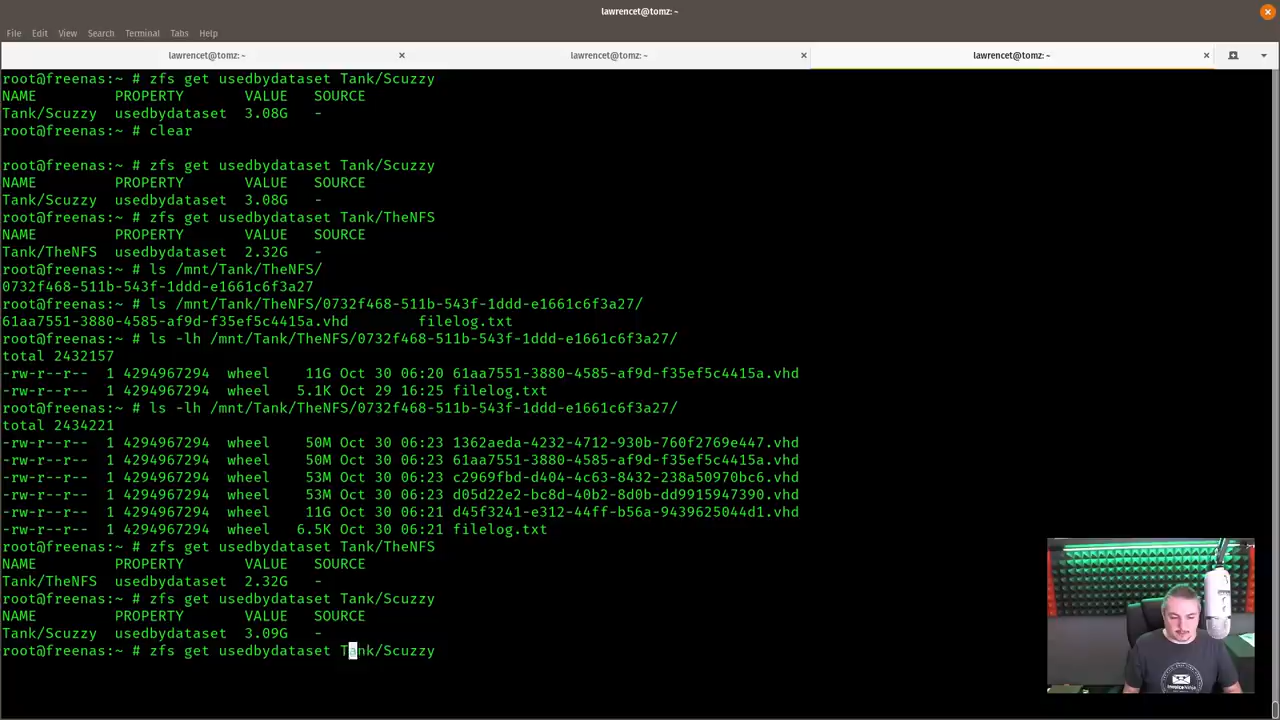 lawrencet@tomz: ~
File Edit View Search Terminal Tabs Help
lawrencet@tomz: ~ × lawrencet@tomz: ~ × lawrencet@tomz: ~ ×
root@freenas:~ # zfs get usedbydataset Tank/Scuzzy
NAME PROPERTY VALUE SOURCE
Tank/Scuzzy usedbydataset 3.08G -
root@freenas:~ # clear
root@freenas:~ # zfs get usedbydataset Tank/Scuzzy
NAME PROPERTY VALUE SOURCE
Tank/Scuzzy usedbydataset 3.08G -
root@freenas:~ # zfs get usedbydataset Tank/TheNFS
NAME PROPERTY VALUE SOURCE
Tank/TheNFS usedbydataset 2.32G -
root@freenas:~ # ls /mnt/Tank/TheNFS/
0732f468-511b-543f-1ddd-e1661c6f3a27
root@freenas:~ # ls /mnt/Tank/TheNFS/0732f468-511b-543f-1ddd-e1661c6f3a27/
61aa7551-3880-4585-af9d-f35ef5c4415a.vhd filelog.txt
root@freenas:~ # ls -lh /mnt/Tank/TheNFS/0732f468-511b-543f-1ddd-e1661c6f3a27/
total 2432157
-rw-r--r-- 1 4294967294 wheel 11G Oct 30 06:20 61aa7551-3880-4585-af9d-f35ef5c4415a.vhd
-rw-r--r-- 1 4294967294 wheel 5.1K Oct 29 16:25 filelog.txt
root@freenas:~ # ls -lh /mnt/Tank/TheNFS/0732f468-511b-543f-1ddd-e1661c6f3a27/
total 2434221
-rw-r--r-- 1 4294967294 wheel 50M Oct 30 06:23 1362aeda-4232-4712-930b-760f2769e447.vhd
-rw-r--r-- 1 4294967294 wheel 50M Oct 30 06:23 61aa7551-3880-4585-af9d-f35ef5c4415a.vhd
-rw-r--r-- 1 4294967294 wheel 53M Oct 30 06:23 c2969fbd-d404-4c63-8432-238a50970bc6.vhd
-rw-r--r-- 1 4294967294 wheel 53M Oct 30 06:23 d05d22e2-bc8d-40b2-8d0b-dd9915947390.vhd
-rw-r--r-- 1 4294967294 wheel 11G Oct 30 06:21 d45f3241-e312-44ff-b56a-9439625044d1.vhd
-rw-r--r-- 1 4294967294 wheel 6.5K Oct 30 06:21 filelog.txt
root@freenas:~ # zfs get usedbydataset Tank/TheNFS
NAME PROPERTY VALUE SOURCE
Tank/TheNFS usedbydataset 2.32G -
root@freenas:~ # zfs get usedbydataset Tank/Scuzzy
NAME PROPERTY VALUE SOURCE
Tank/Scuzzy usedbydataset 3.09G -
root@freenas:~ # zfs get usedbydataset Tank/Scuzzy